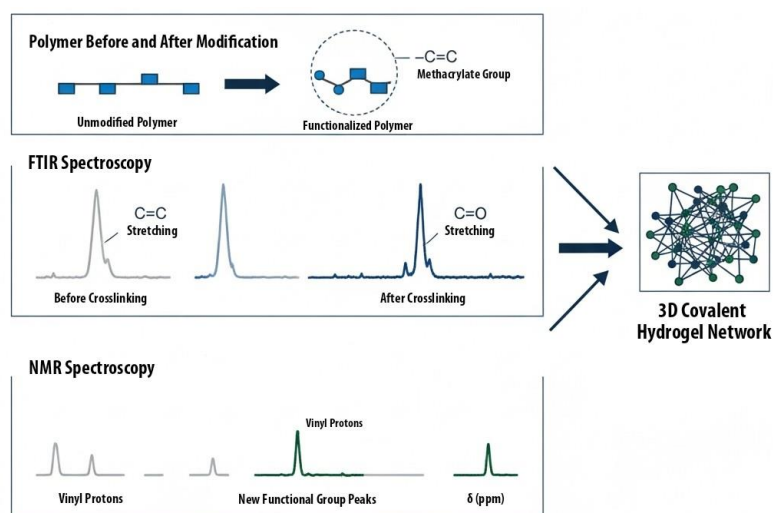 Polymer Before and After Modification
–C=C
Methacrylate Group
Unmodified Polymer
Functionalized Polymer
FTIR Spectroscopy
C=C
Stretching
C=O
Stretching
Before Crosslinking
After Crosslinking
3D Covalent
Hydrogel Network
NMR Spectroscopy
Vinyl Protons
Vinyl Protons
New Functional Group Peaks
δ (ppm)